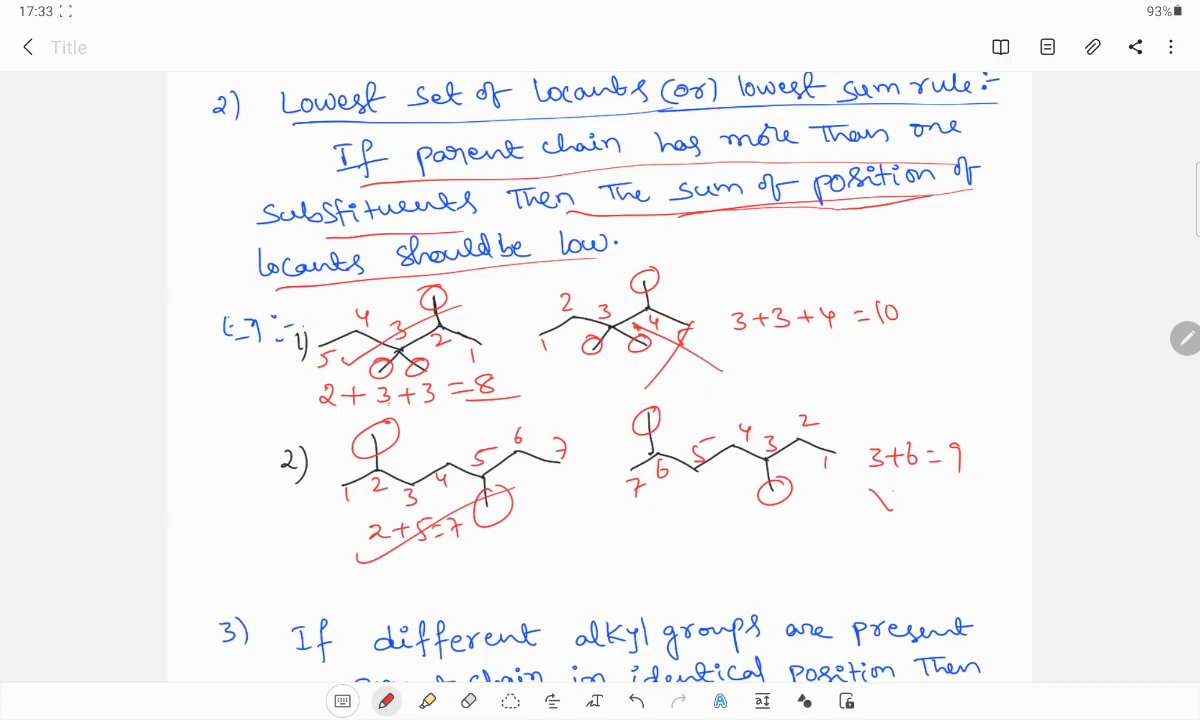 17:33
93%
Title
2) Lowest set of Locants (or) lowest sum rule:-
If parent chain has more than one
substituents Then The sum of position of
locants should be low.
Eg:- 1) 5 4 3 2 1
2 + 3 + 3 = 8
1 2 3 4 5
3+3+4 = 10
2) 1 2 3 4 5 6 7
2+5=7
7 6 5 4 3 2 1
3+6=9
3) If different alkyl groups are present
chain in identical position Then